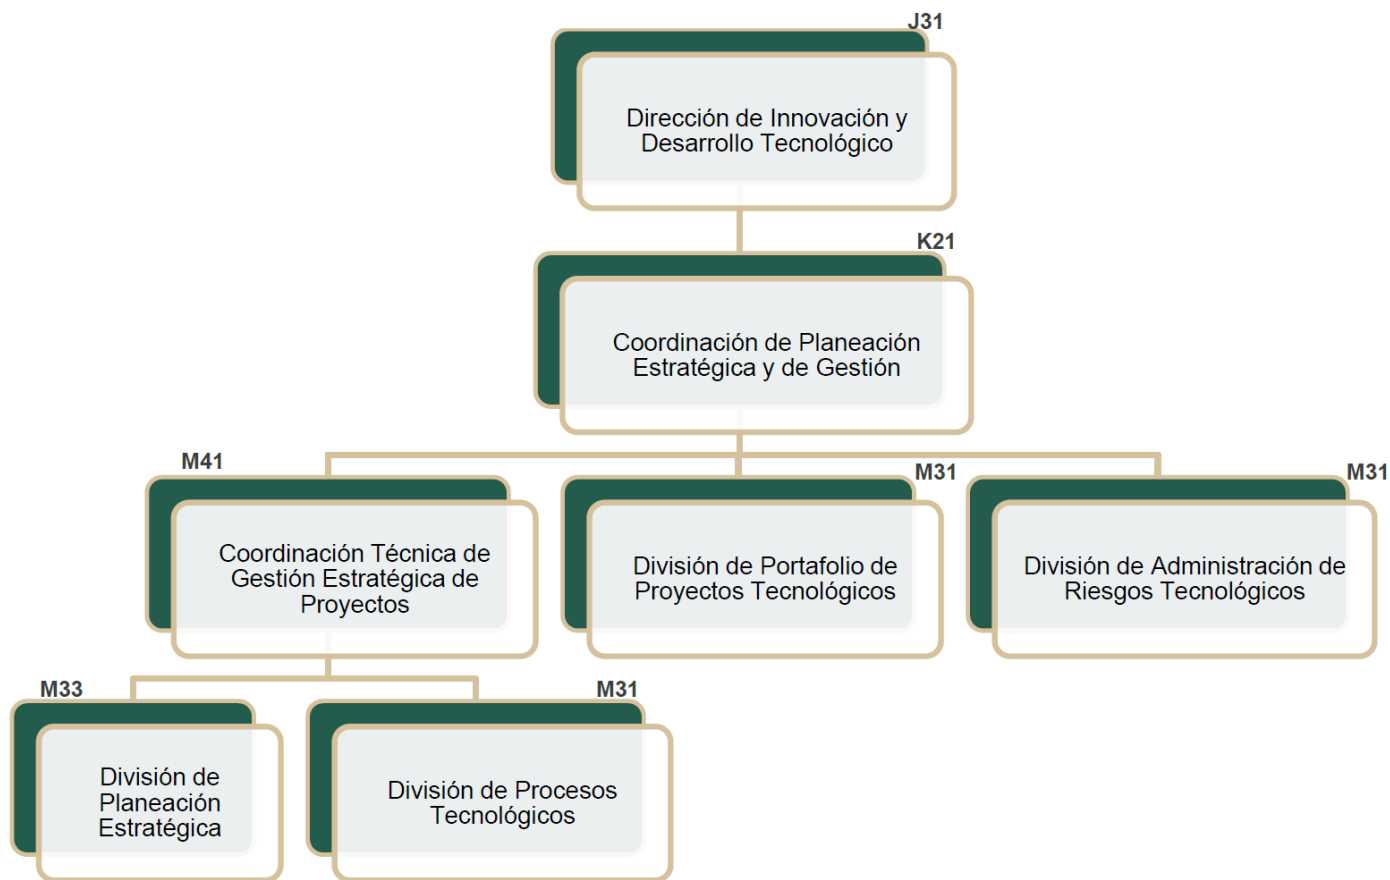 J31
Dirección de Innovación y
Desarrollo Tecnológico
K21
Coordinación de Planeación
Estratégica y de Gestión
M41
Coordinación Técnica de
Gestión Estratégica de
Proyectos
M31
División de Portafolio de
Proyectos Tecnológicos
M31
División de Administración de
Riesgos Tecnológicos
M33
División de
Planeación
Estratégica
M31
División de Procesos
Tecnológicos